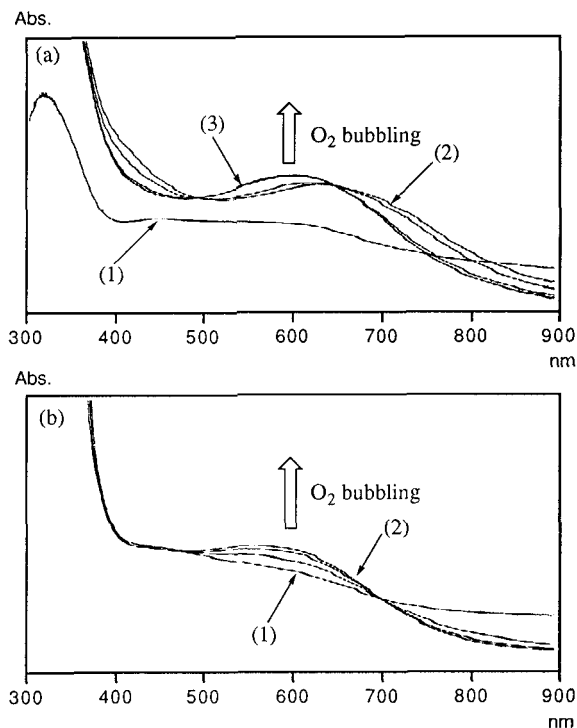 Abs.
(a)
(3)
O₂ bubbling
(2)
(1)
300 400 500 600 700 800 900
nm
Abs.
(b)
O₂ bubbling
(2)
(1)
300 400 500 600 700 800 900
nm